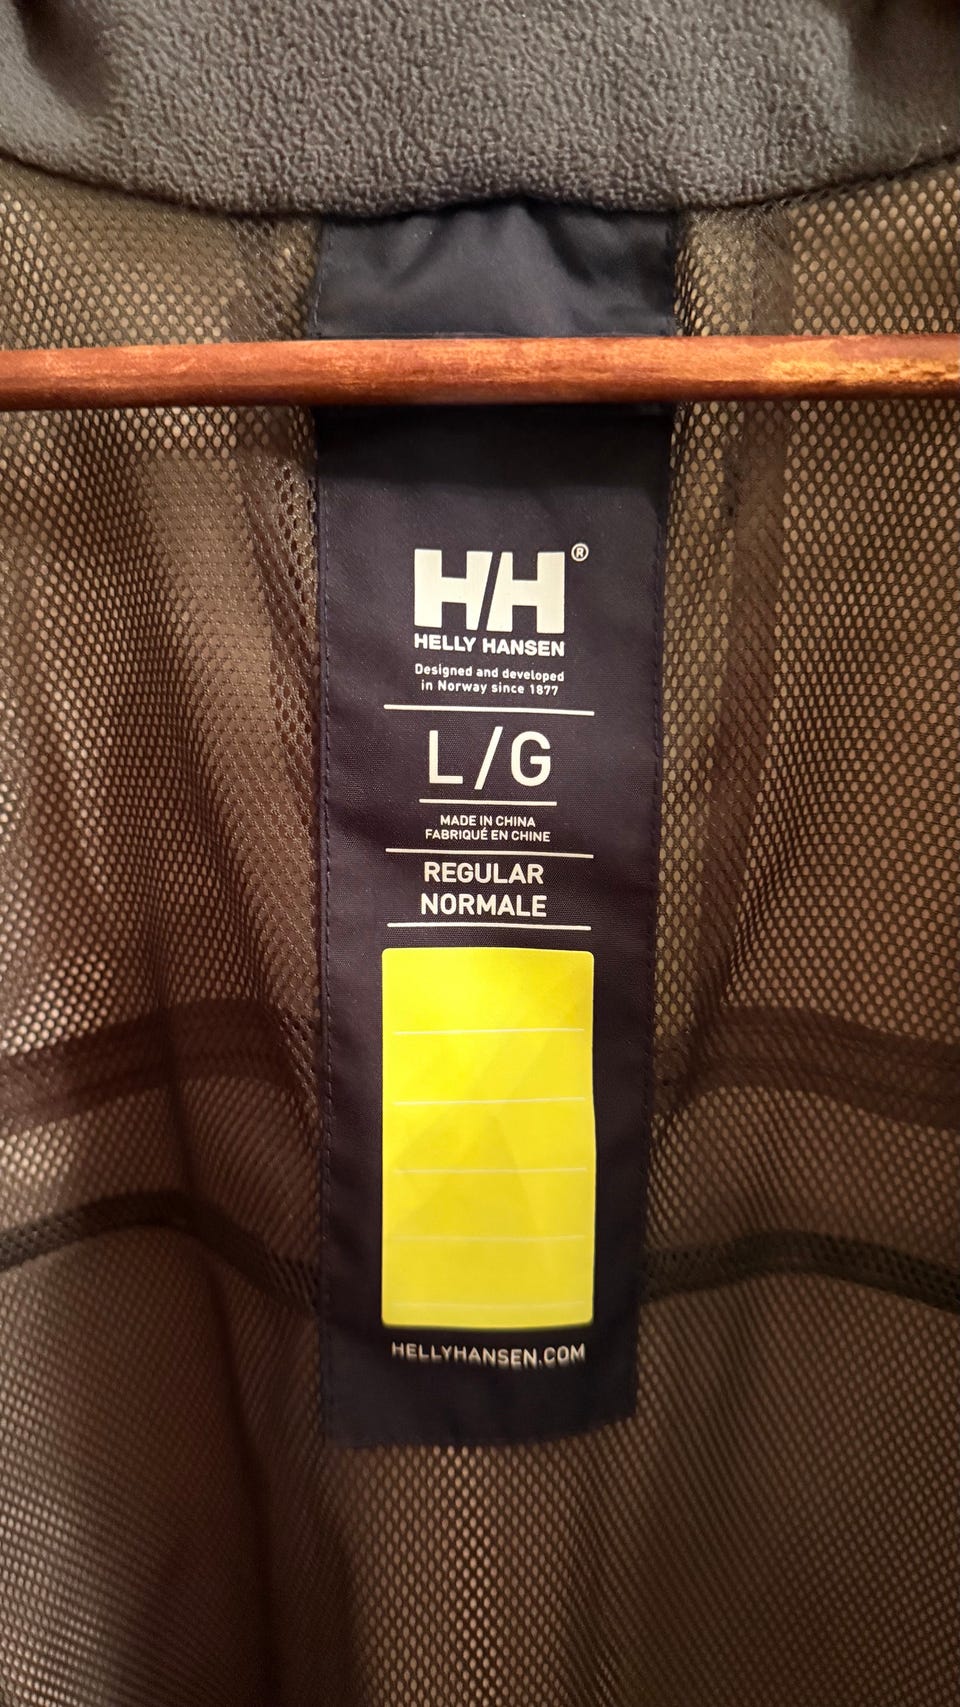 HH®
HELLY HANSEN
Designed and developed
in Norway since 1877
L/G
MADE IN CHINA
FABRIQUÉ EN CHINE
REGULAR
NORMALE
HELLYHANSEN.COM